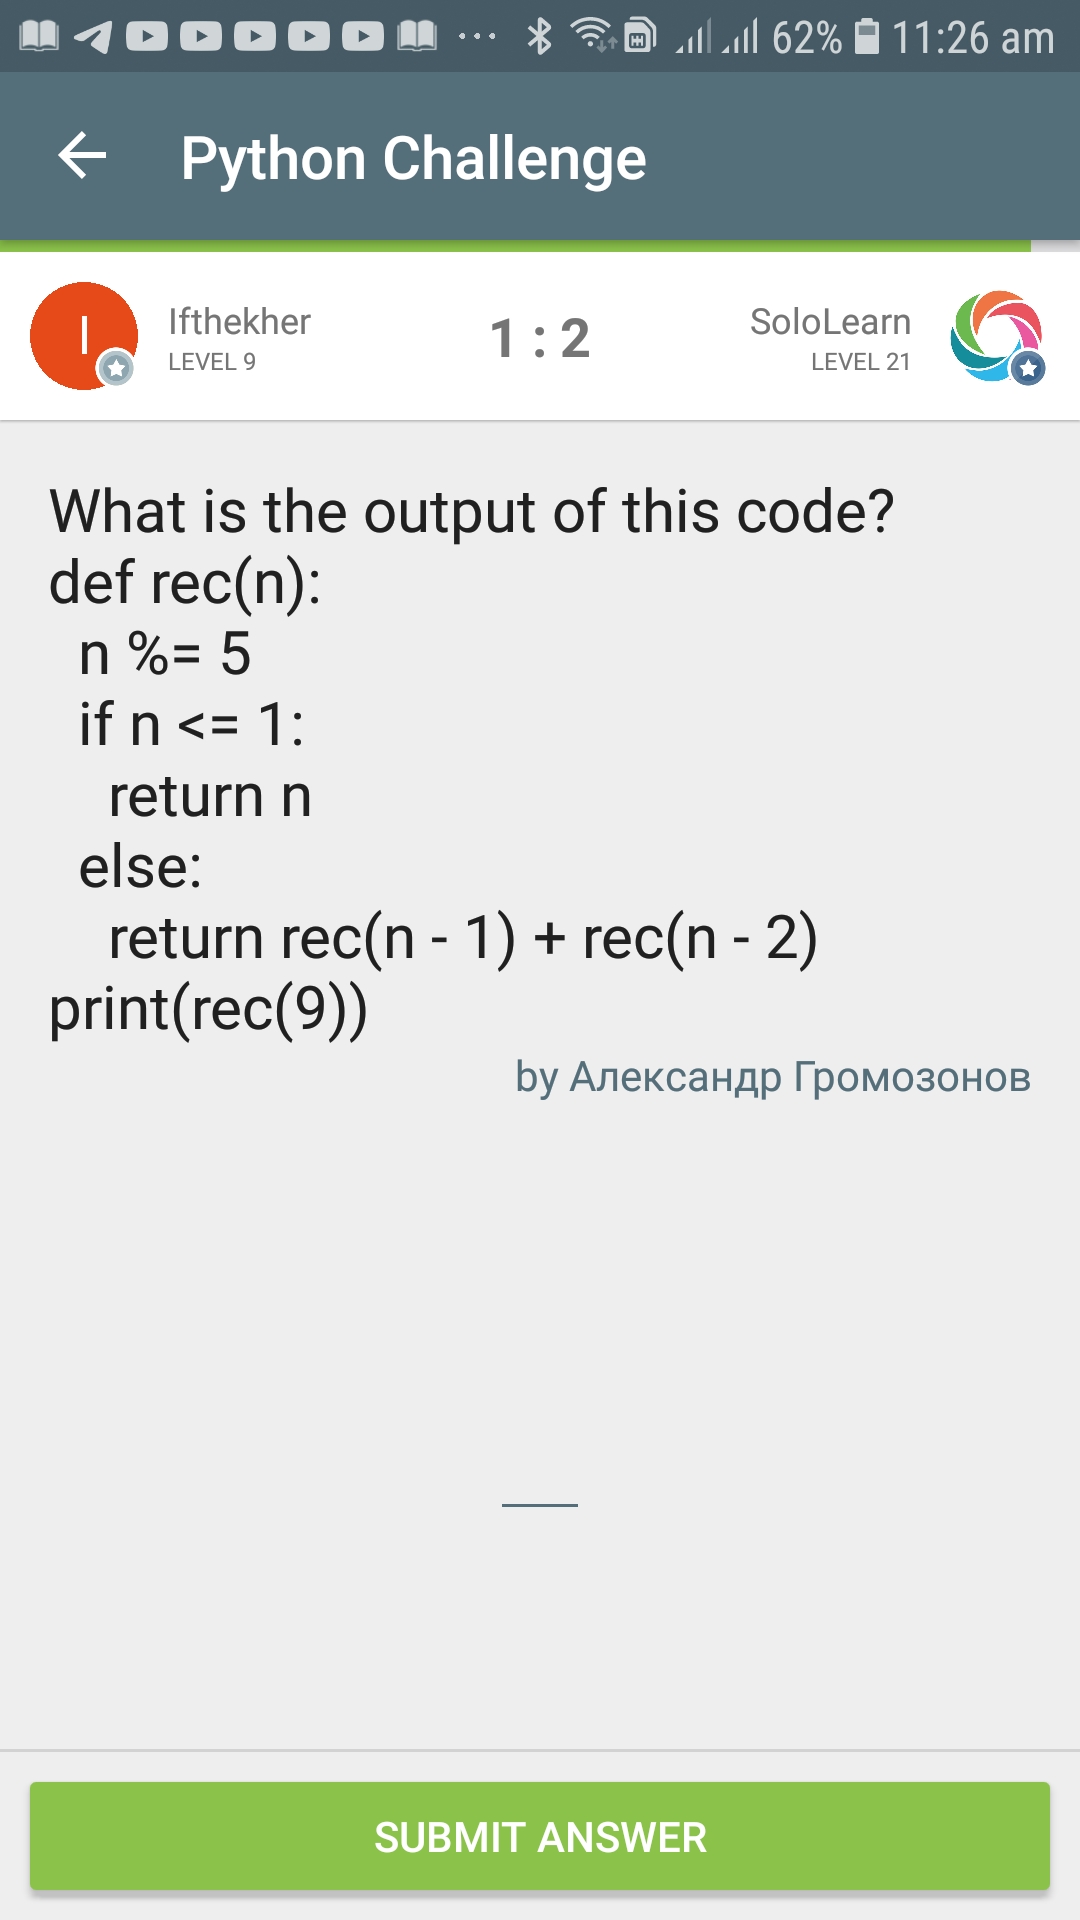 62% 11:26 am
Python Challenge
I
Ifthekher
LEVEL 9
1 : 2
SoloLearn
LEVEL 21
What is the output of this code?
def rec(n):
n %= 5
if n <= 1:
return n
else:
return rec(n - 1) + rec(n - 2)
print(rec(9))
by Александр Громозонов
SUBMIT ANSWER